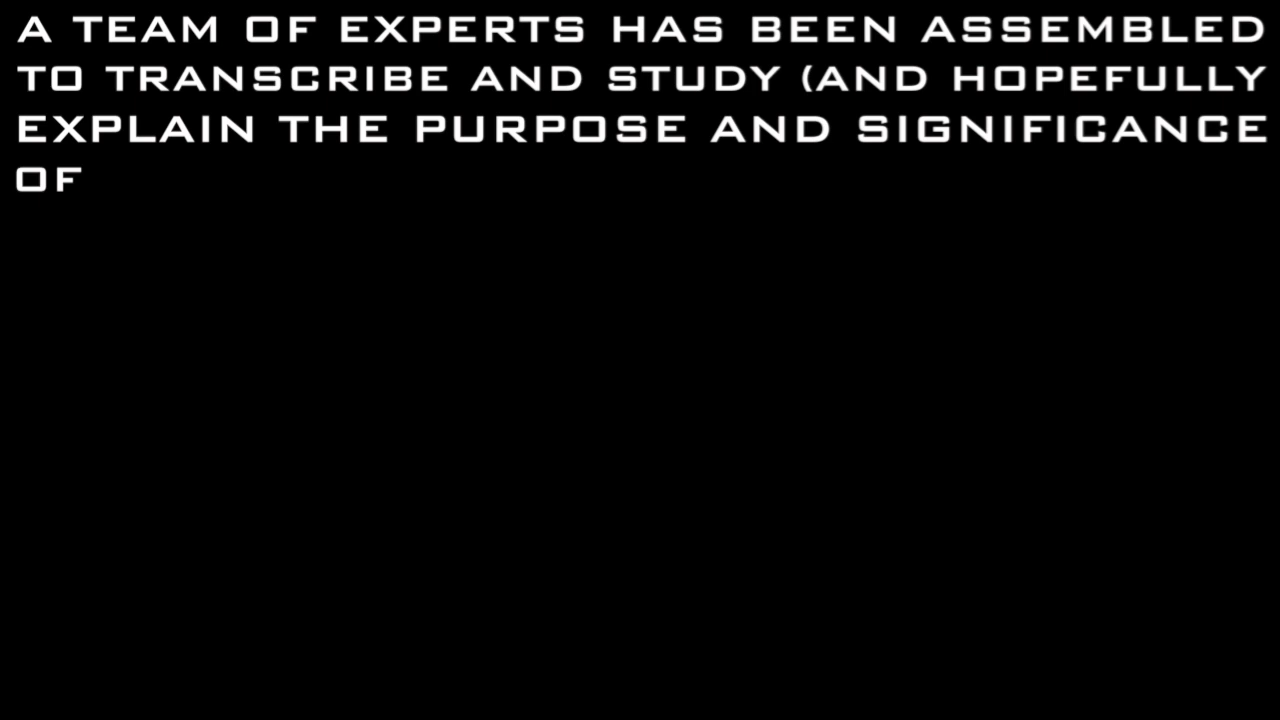 A TEAM OF EXPERTS HAS BEEN ASSEMBLED
TO TRANSCRIBE AND STUDY (AND HOPEFULLY
EXPLAIN THE PURPOSE AND SIGNIFICANCE
OF